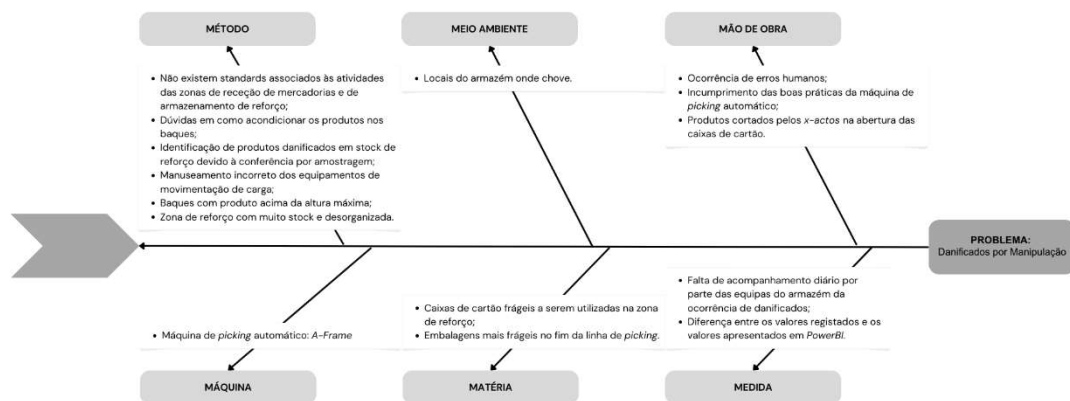 MÉTODO
MEIO AMBIENTE
MÃO DE OBRA
• Não existem standards associados às atividades
das zonas de receção de mercadorias e de
armazenamento de reforço;
• Dúvidas em como acondicionar os produtos nos
baques;
• Identificação de produtos danificados em stock de
reforço devido à conferência por amostragem;
• Manuseamento incorreto dos equipamentos de
movimentação de carga;
• Baques com produto acima da altura máxima;
• Zona de reforço com muito stock e desorganizada.
• Locais do armazém onde chove.
• Ocorrência de erros humanos;
• Incumprimento das boas práticas da máquina de
picking automático;
• Produtos cortados pelos x-actos na abertura das
caixas de cartão.
PROBLEMA:
Danificados por Manipulação
• Máquina de picking automático: A-Frame
• Caixas de cartão frágeis a serem utilizadas na zona
de reforço;
• Embalagens mais frágeis no fim da linha de picking.
• Falta de acompanhamento diário por
parte das equipas do armazém da
ocorrência de danificados;
• Diferença entre os valores registados e os
valores apresentados em PowerBI.
MÁQUINA
MATÉRIA
MEDIDA